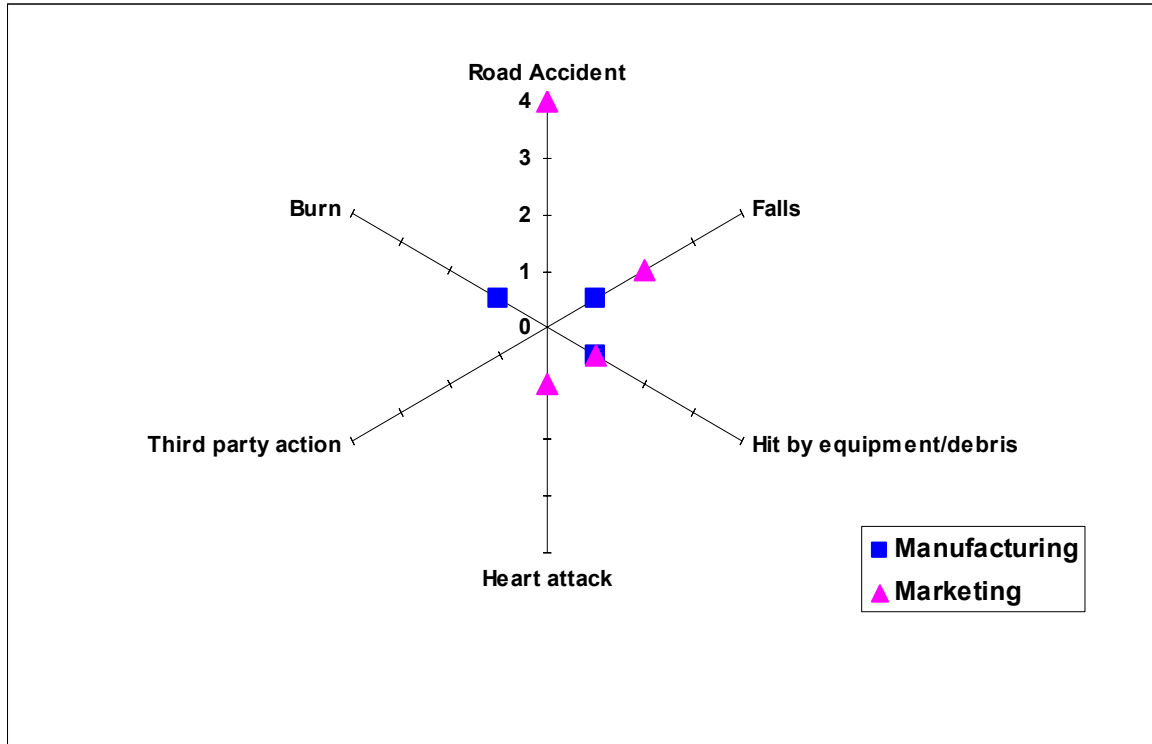 Road Accident
4
3
Burn
2
Falls
1
0
Third party action
Hit by equipment/debris
Manufacturing
Heart attack
Marketing